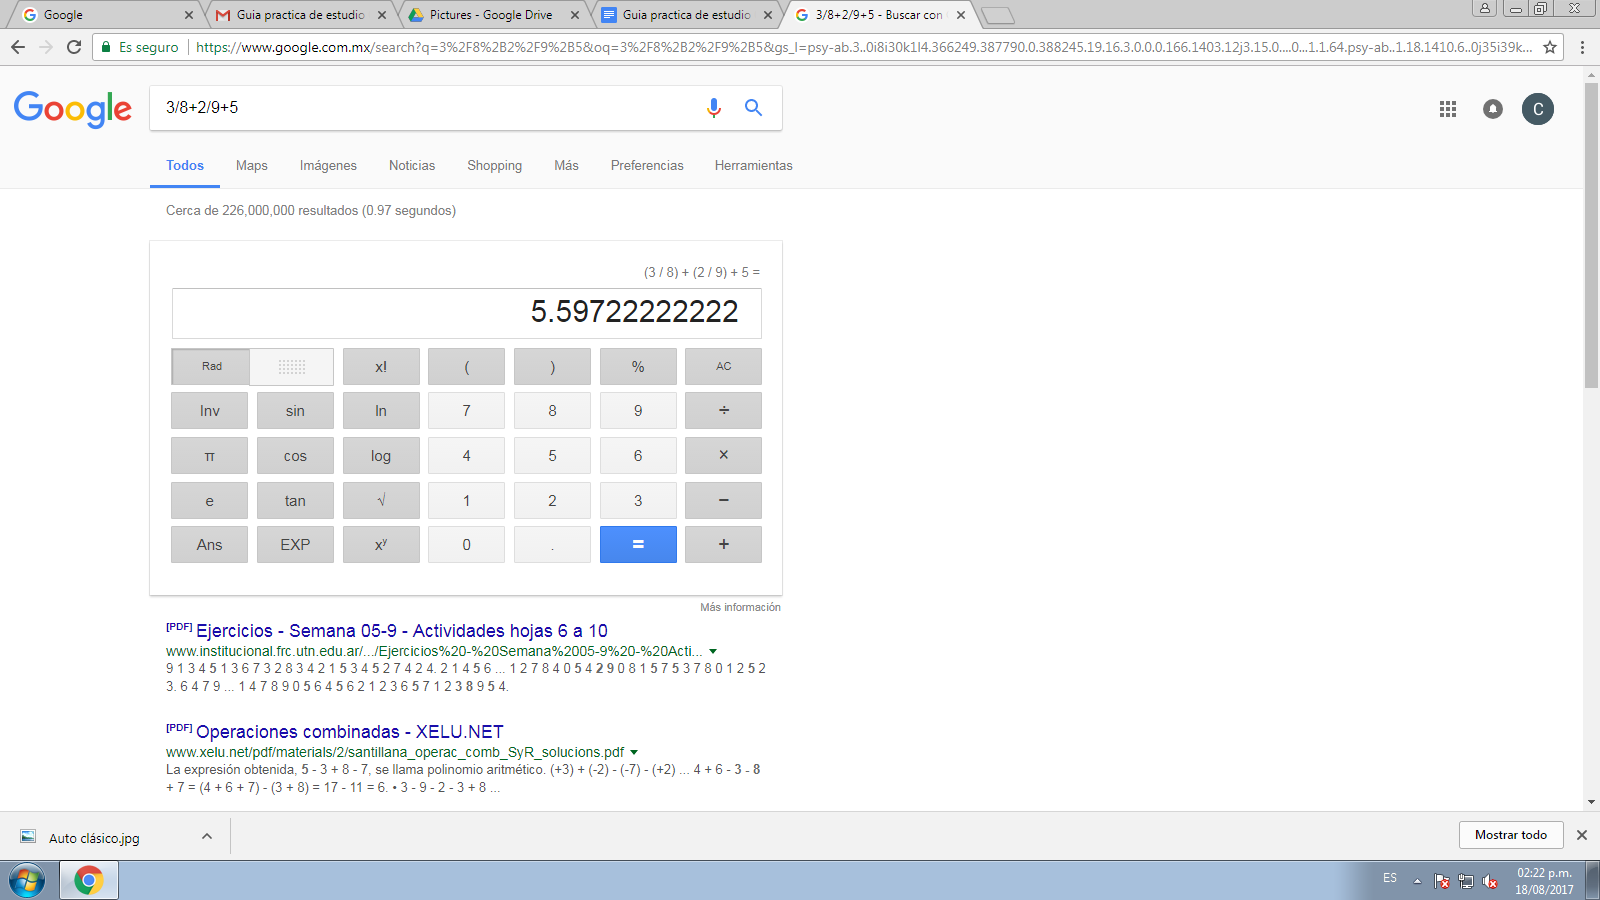 Google
Guia practica de estudio
Pictures - Google Drive
Guia practica de estudio
3/8+2/9+5 - Buscar con
Es seguro
https://www.google.com.mx/search?q=3%2F8%2B2%2F9%2B5&oq=3%2F8%2B2%2F9%2B5&gs_l=psy-ab.3..0i8i30k1l4.366249.387790.0.388245.19.16.3.0.0.0.166.1403.12j3.15.0....0...1.1.64.psy-ab..1.18.1410.6..0j35i39k...
Google
3/8+2/9+5
C
Todos
Maps
Imágenes
Noticias
Shopping
Más
Preferencias
Herramientas
Cerca de 226,000,000 resultados (0.97 segundos)
(3 / 8) + (2 / 9) + 5 =
5.59722222222
Rad x! ( ) % AC
Inv sin ln 7 8 9 ÷
π cos log 4 5 6 ×
e tan √ 1 2 3 −
Ans EXP xʸ 0 . = +
Más información
[PDF] Ejercicios - Semana 05-9 - Actividades hojas 6 a 10
www.institucional.frc.utn.edu.ar/.../Ejercicios%20-%20Semana%2005-9%20-%20Acti...
9 1 3 4 5 1 3 6 7 3 2 8 3 4 2 1 5 3 4 5 2 7 4 2 4. 2 1 4 5 6 ... 1 2 7 8 4 0 5 4 2 9 0 8 1 5 7 5 3 7 8 0 1 2 5 2
3. 6 4 7 9 ... 1 4 7 8 9 0 5 6 4 5 6 2 1 2 3 6 5 7 1 2 3 8 9 5 4.
[PDF] Operaciones combinadas - XELU.NET
www.xelu.net/pdf/materials/2/santillana_operac_comb_SyR_solucions.pdf
La expresión obtenida, 5 - 3 + 8 - 7, se llama polinomio aritmético. (+3) + (-2) - (-7) - (+2) ... 4 + 6 - 3 - 8
+ 7 = (4 + 6 + 7) - (3 + 8) = 17 - 11 = 6. • 3 - 9 - 2 - 3 + 8 ...
Auto clásico.jpg
Mostrar todo
ES
02:22 p.m.
18/08/2017